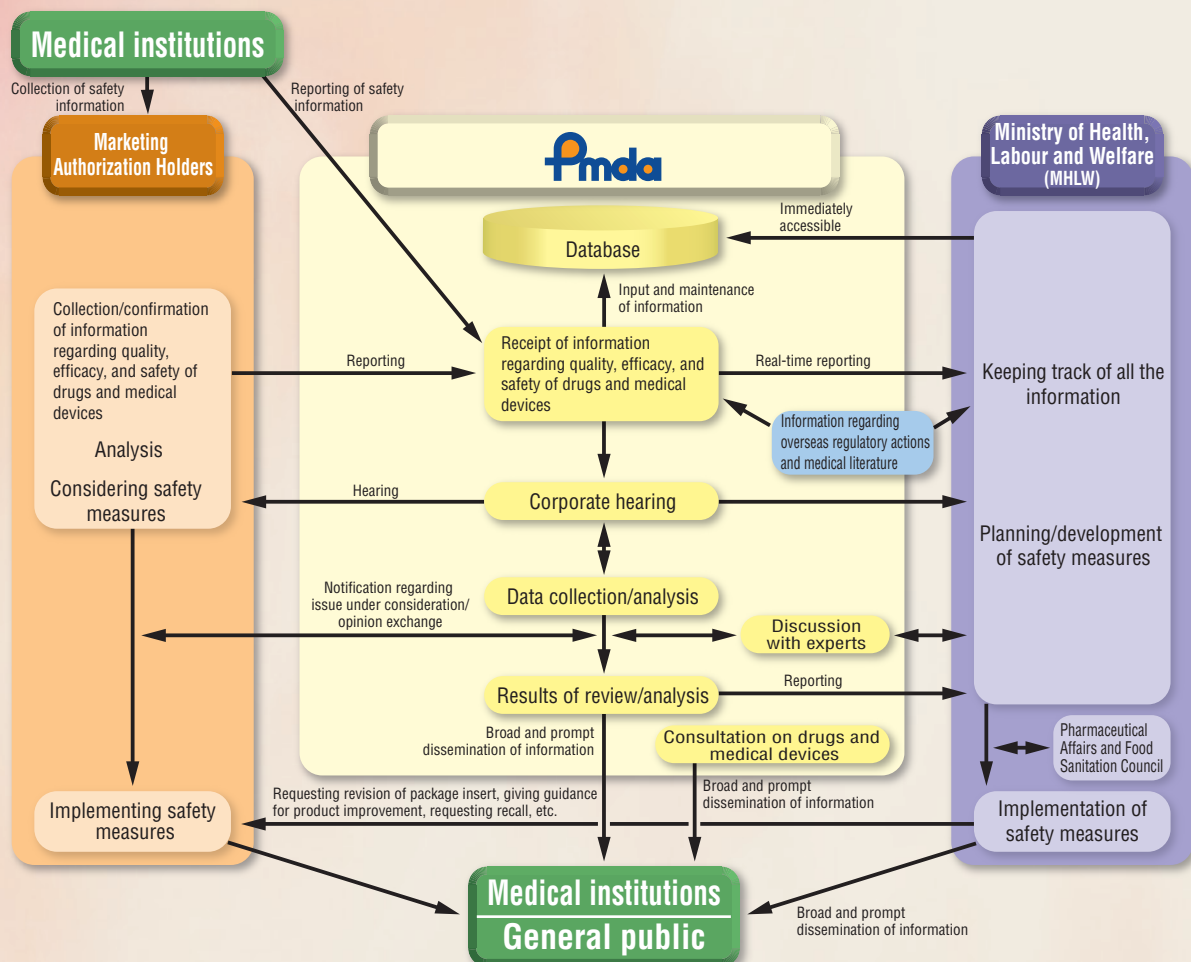 Medical institutions
Collection of safety
information
Reporting of safety
information
Marketing
Authorization Holders
Pmda
Ministry of Health,
Labour and Welfare
(MHLW)
Immediately
accessible
Database
Input and maintenance
of information
Collection/confirmation
of information
regarding quality,
efficacy, and safety of
drugs and medical
devices
Analysis
Considering safety
measures
Reporting
Receipt of information
regarding quality, efficacy, and
safety of drugs and medical
devices
Real-time reporting
Keeping track of all the
information
Information regarding
overseas regulatory actions
and medical literature
Hearing
Corporate hearing
Planning/development
of safety measures
Notification regarding
issue under consideration/
opinion exchange
Data collection/analysis
Discussion
with experts
Results of review/analysis
Reporting
Broad and prompt
dissemination of information
Consultation on drugs and
medical devices
Pharmaceutical
Affairs and Food
Sanitation Council
Requesting revision of package insert, giving guidance
for product improvement, requesting recall, etc.
Broad and prompt
dissemination of information
Implementing safety
measures
Implementation of
safety measures
Medical institutions
General public
Broad and prompt
dissemination of information